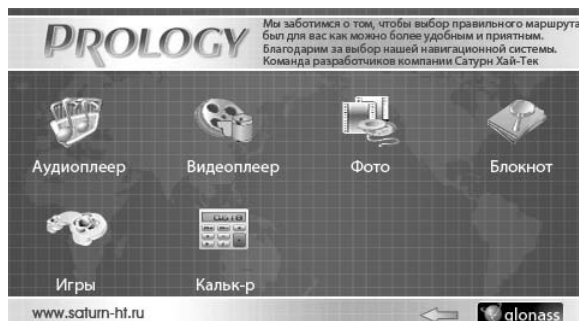 PROLOGY
Мы заботимся о том, чтобы выбор правильного маршрута
был для вас как можно более удобным и приятным.
Благодарим за выбор нашей навигационной системы.
Команда разработчиков компании Сатурн Хай-Тек
Аудиоплеер Видеоплеер Фото Блокнот
Игры Кальк-р
www.saturn-ht.ru glonass